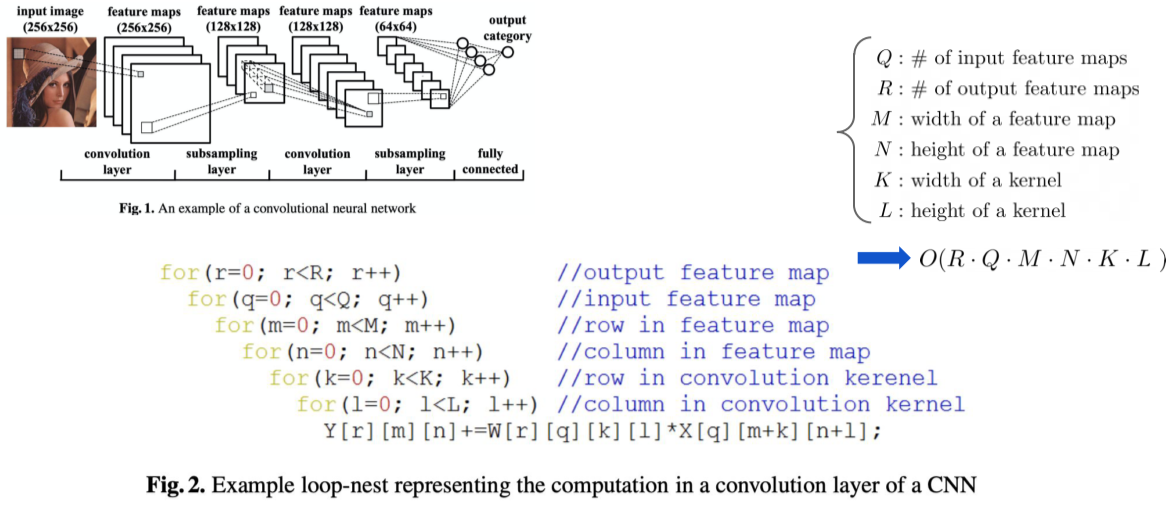 input image
(256x256)
feature maps
(256x256)
feature maps
(128x128)
feature maps
(128x128)
feature maps
(64x64)
output
category
convolution
layer
subsampling
layer
convolution
layer
subsampling
layer
fully
connected
Fig. 1. An example of a convolutional neural network
Q : # of input feature maps
R : # of output feature maps
M : width of a feature map
N : height of a feature map
K : width of a kernel
L : height of a kernel
O(R · Q · M · N · K · L )
for(r=0; r<R; r++) //output feature map
for(q=0; q<Q; q++) //input feature map
for(m=0; m<M; m++) //row in feature map
for(n=0; n<N; n++) //column in feature map
for(k=0; k<K; k++) //row in convolution kerenel
for(l=0; l<L; l++) //column in convolution kernel
Y[r][m][n]+=W[r][q][k][l]*X[q][m+k][n+l];
Fig. 2. Example loop-nest representing the computation in a convolution layer of a CNN